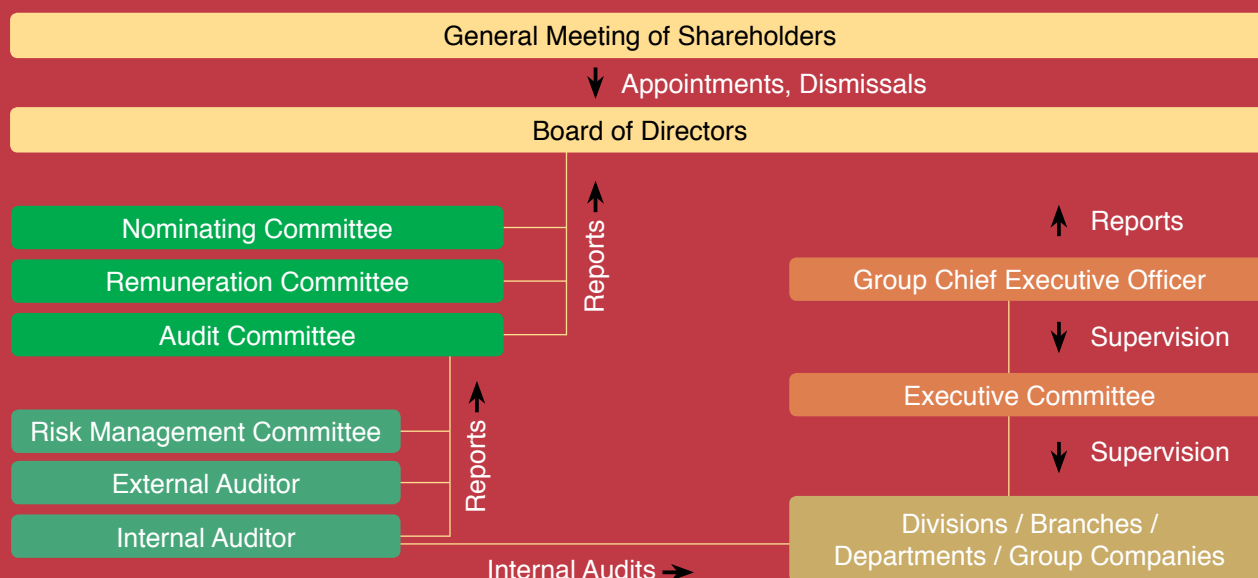 General Meeting of Shareholders
Appointments, Dismissals
Board of Directors
Nominating Committee
Remuneration Committee
Audit Committee
Reports
Risk Management Committee
External Auditor
Internal Auditor
Reports
Internal Audits
Reports
Group Chief Executive Officer
Supervision
Executive Committee
Supervision
Divisions / Branches /
Departments / Group Companies